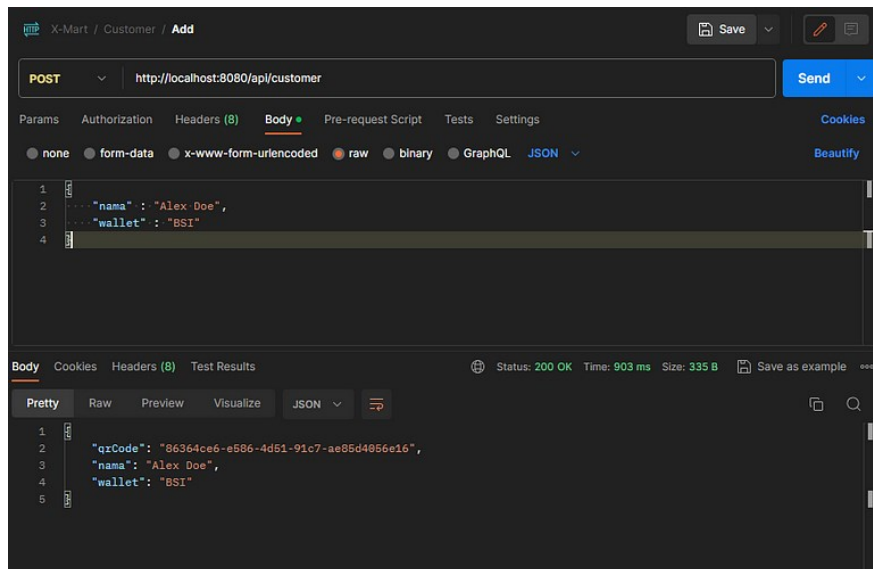 HTTP X-Mart / Customer / Add Save
POST http://localhost:8080/api/customer Send
Params Authorization Headers (8) Body Pre-request Script Tests Settings Cookies
none form-data x-www-form-urlencoded raw binary GraphQL JSON Beautify
1 {
2 "nama" : "Alex Doe",
3 "wallet" : "BSI"
4 }
Body Cookies Headers (8) Test Results Status: 200 OK Time: 903 ms Size: 335 B Save as example
Pretty Raw Preview Visualize JSON
1 {
2 "qrCode": "86364ce6-e586-4d51-91c7-ae85d4056e16",
3 "nama": "Alex Doe",
4 "wallet": "BSI"
5 }